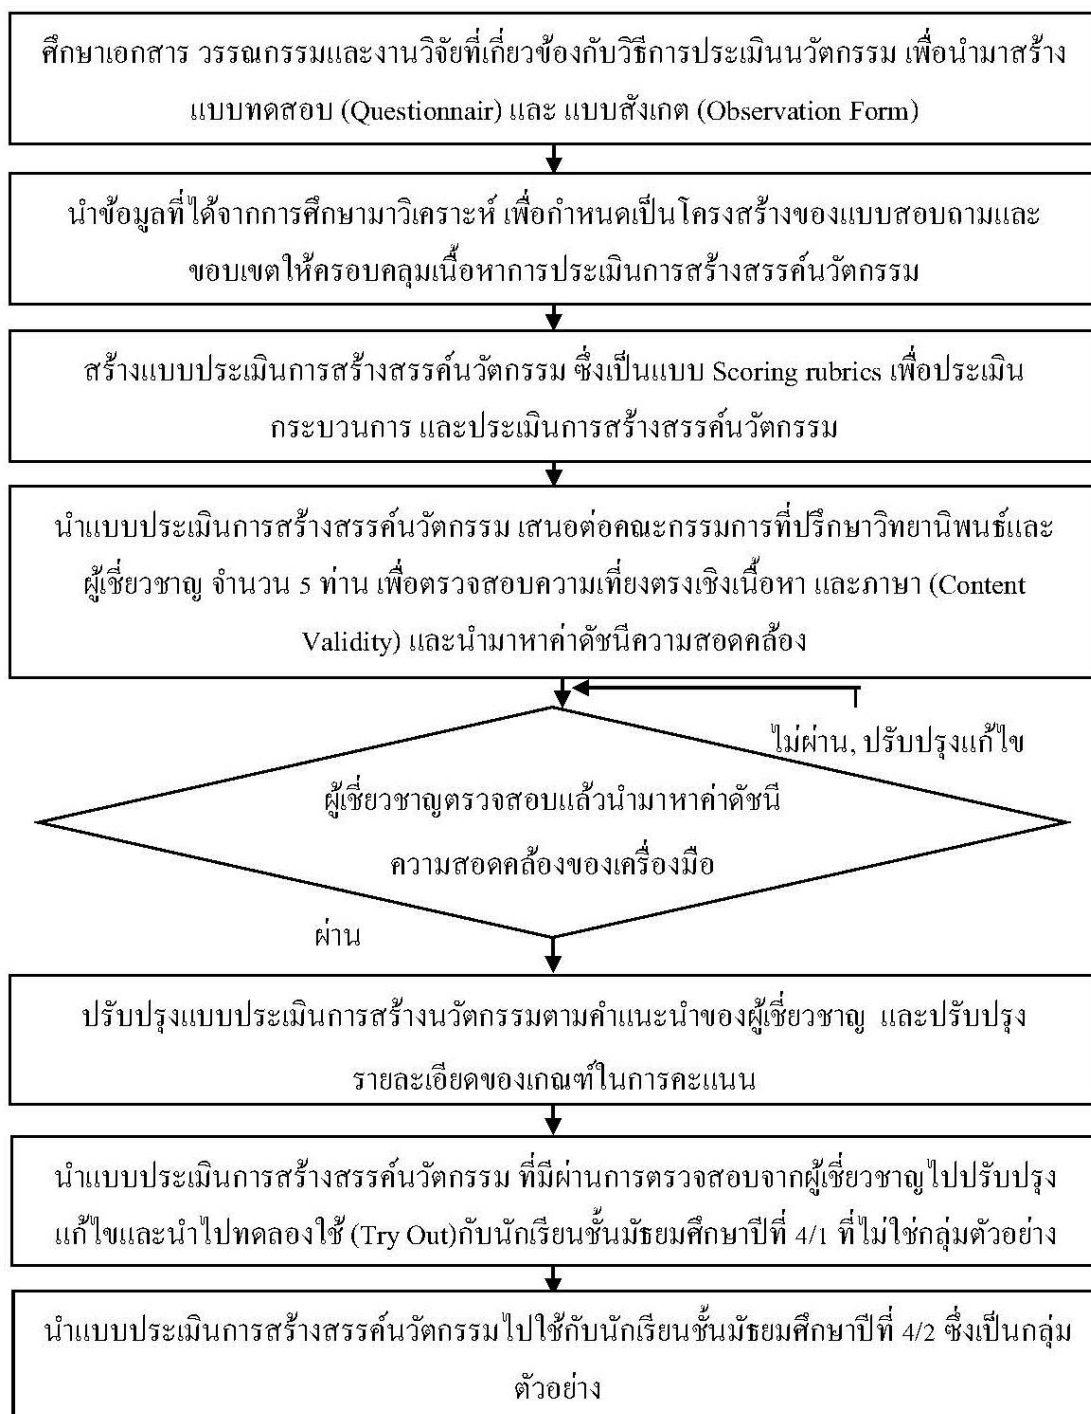 ศึกษาเอกสาร วรรณกรรมและงานวิจัยที่เกี่ยวข้องกับวิธีการประเมินนวัตกรรม เพื่อนำมาสร้าง
แบบทดสอบ (Questionnair) และ แบบสังเกต (Observation Form)
นำข้อมูลที่ได้จากการศึกษามาวิเคราะห์ เพื่อกำหนดเป็นโครงสร้างของแบบสอบถามและ
ขอบเขตให้ครอบคลุมเนื้อหาการประเมินการสร้างสรรค์นวัตกรรม
สร้างแบบประเมินการสร้างสรรค์นวัตกรรม ซึ่งเป็นแบบ Scoring rubrics เพื่อประเมิน
กระบวนการ และประเมินการสร้างสรรค์นวัตกรรม
นำแบบประเมินการสร้างสรรค์นวัตกรรม เสนอต่อคณะกรรมการที่ปรึกษาวิทยานิพนธ์และ
ผู้เชี่ยวชาญ จำนวน 5 ท่าน เพื่อตรวจสอบความเที่ยงตรงเชิงเนื้อหา และภาษา (Content
Validity) และนำมาหาค่าดัชนีความสอดคล้อง
ไม่ผ่าน, ปรับปรุงแก้ไข
ผู้เชี่ยวชาญตรวจสอบแล้วนำมาหาค่าดัชนี
ความสอดคล้องของเครื่องมือ
ผ่าน
ปรับปรุงแบบประเมินการสร้างนวัตกรรมตามคำแนะนำของผู้เชี่ยวชาญ และปรับปรุง
รายละเอียดของเกณฑ์ในการคะแนน
นำแบบประเมินการสร้างสรรค์นวัตกรรม ที่มีผ่านการตรวจสอบจากผู้เชี่ยวชาญไปปรับปรุง
แก้ไขและนำไปทดลองใช้ (Try Out)กับนักเรียนชั้นมัธยมศึกษาปีที่ 4/1 ที่ไม่ใช่กลุ่มตัวอย่าง
นำแบบประเมินการสร้างสรรค์นวัตกรรมไปใช้กับนักเรียนชั้นมัธยมศึกษาปีที่ 4/2 ซึ่งเป็นกลุ่ม
ตัวอย่าง